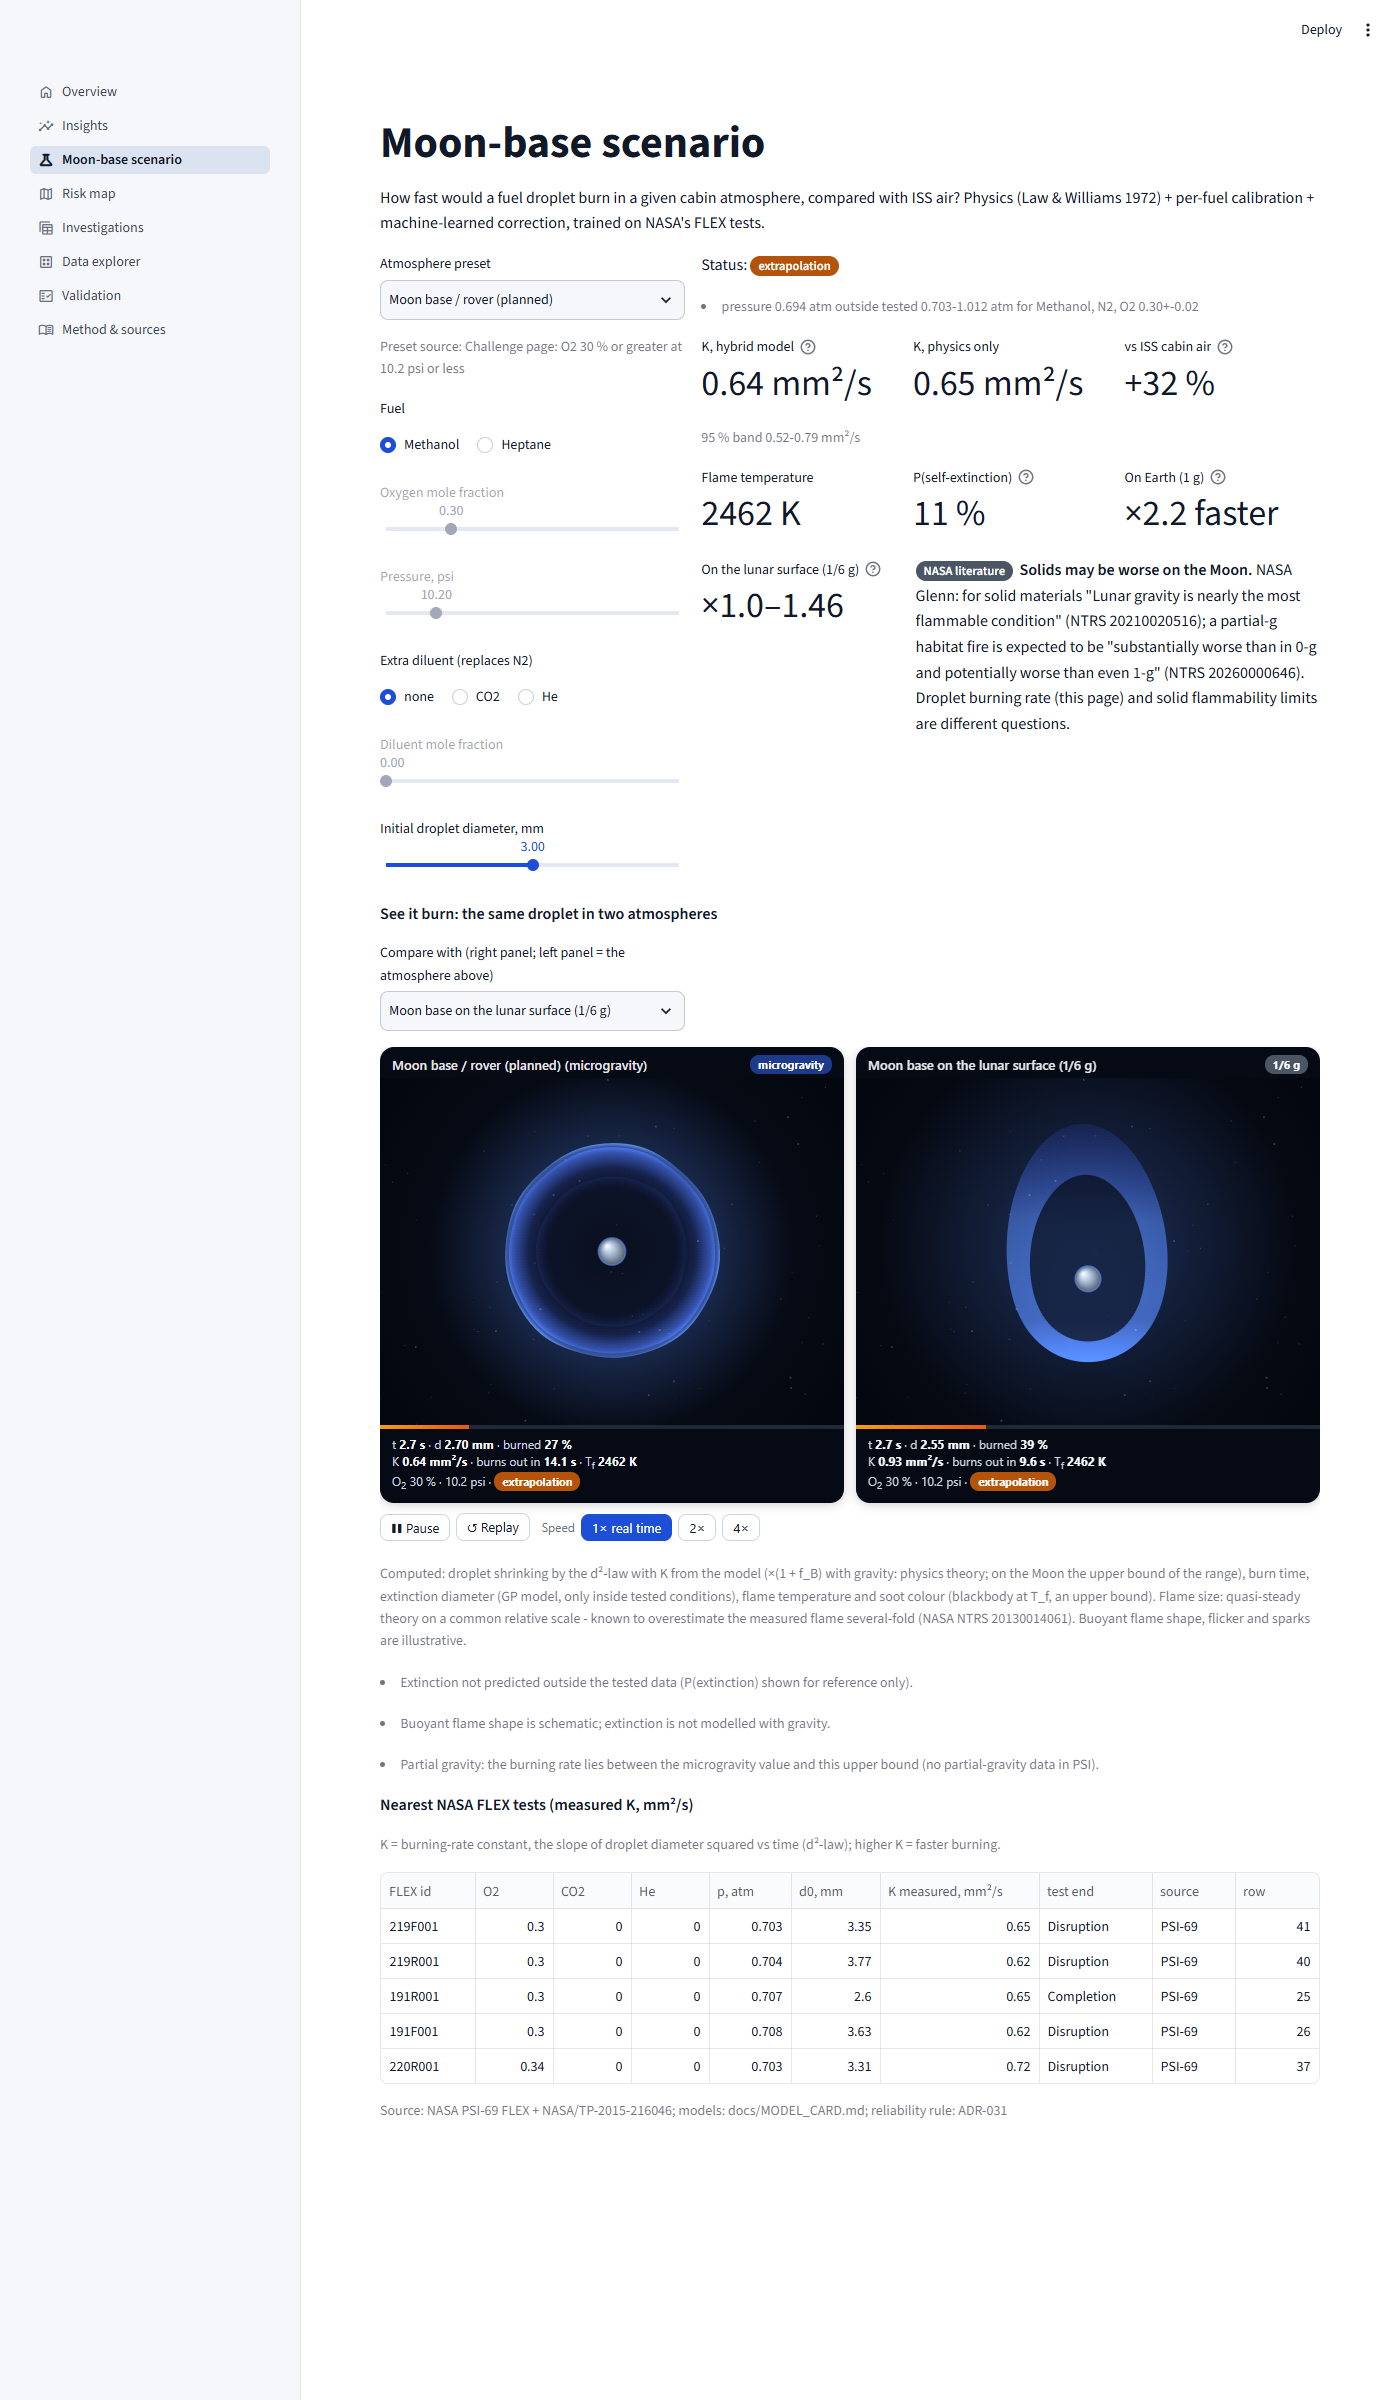 Deploy
Overview
Insights
Moon-base scenario
Risk map
Investigations
Data explorer
Validation
Method & sources
Moon-base scenario
How fast would a fuel droplet burn in a given cabin atmosphere, compared with ISS air? Physics (Law & Williams 1972) + per-fuel calibration +
machine-learned correction, trained on NASA's FLEX tests.
Atmosphere preset
Moon base / rover (planned)
Preset source: Challenge page: O2 30 % or greater at
10.2 psi or less
Fuel
Methanol Heptane
Oxygen mole fraction
0.30
Pressure, psi
10.20
Extra diluent (replaces N2)
none CO2 He
Diluent mole fraction
0.00
Initial droplet diameter, mm
3.00
Status: extrapolation
• pressure 0.694 atm outside tested 0.703-1.012 atm for Methanol, N2, O2 0.30+-0.02
K, hybrid model K, physics only vs ISS cabin air
0.64 mm²/s 0.65 mm²/s +32 %
95 % band 0.52-0.79 mm²/s
Flame temperature P(self-extinction) On Earth (1 g)
2462 K 11 % ×2.2 faster
On the lunar surface (1/6 g)
×1.0–1.46
NASA literature Solids may be worse on the Moon. NASA
Glenn: for solid materials "Lunar gravity is nearly the most
flammable condition" (NTRS 20210020516); a partial-g
habitat fire is expected to be "substantially worse than in 0-g
and potentially worse than even 1-g" (NTRS 20260000646).
Droplet burning rate (this page) and solid flammability limits
are different questions.
See it burn: the same droplet in two atmospheres
Compare with (right panel; left panel = the
atmosphere above)
Moon base on the lunar surface (1/6 g)
Moon base / rover (planned) (microgravity) microgravity
t 2.7 s · d 2.70 mm · burned 27 %
K 0.64 mm²/s · burns out in 14.1 s · Tf 2462 K
O₂ 30 % · 10.2 psi · extrapolation
Moon base on the lunar surface (1/6 g) 1/6 g
t 2.7 s · d 2.55 mm · burned 39 %
K 0.93 mm²/s · burns out in 9.6 s · Tf 2462 K
O₂ 30 % · 10.2 psi · extrapolation
Pause ↺ Replay Speed 1× real time 2× 4×
Computed: droplet shrinking by the d²-law with K from the model (×(1 + f_B) with gravity: physics theory; on the Moon the upper bound of the range), burn time,
extinction diameter (GP model, only inside tested conditions), flame temperature and soot colour (blackbody at T_f, an upper bound). Flame size: quasi-steady
theory on a common relative scale - known to overestimate the measured flame several-fold (NASA NTRS 20130014061). Buoyant flame shape, flicker and sparks
are illustrative.
• Extinction not predicted outside the tested data (P(extinction) shown for reference only).
• Buoyant flame shape is schematic; extinction is not modelled with gravity.
• Partial gravity: the burning rate lies between the microgravity value and this upper bound (no partial-gravity data in PSI).
Nearest NASA FLEX tests (measured K, mm²/s)
K = burning-rate constant, the slope of droplet diameter squared vs time (d²-law); higher K = faster burning.
FLEX id O2 CO2 He p, atm d0, mm K measured, mm²/s test end source row
219F001 0.3 0 0 0.703 3.35 0.65 Disruption PSI-69 41
219R001 0.3 0 0 0.704 3.77 0.62 Disruption PSI-69 40
191R001 0.3 0 0 0.707 2.6 0.65 Completion PSI-69 25
191F001 0.3 0 0 0.708 3.63 0.62 Disruption PSI-69 26
220R001 0.34 0 0 0.703 3.31 0.72 Disruption PSI-69 37
Source: NASA PSI-69 FLEX + NASA/TP-2015-216046; models: docs/MODEL_CARD.md; reliability rule: ADR-031